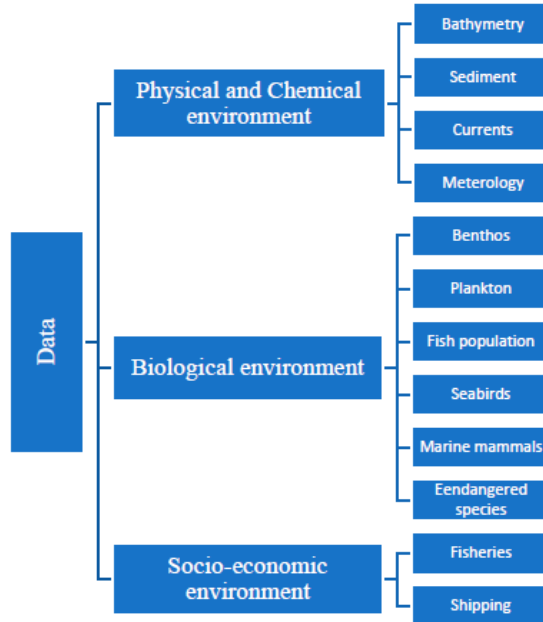 Data
Physical and Chemical
environment
Bathymetry
Sediment
Currents
Meterology
Biological environment
Benthos
Plankton
Fish population
Seabirds
Marine mammals
Eendangered
species
Socio-economic
environment
Fisheries
Shipping